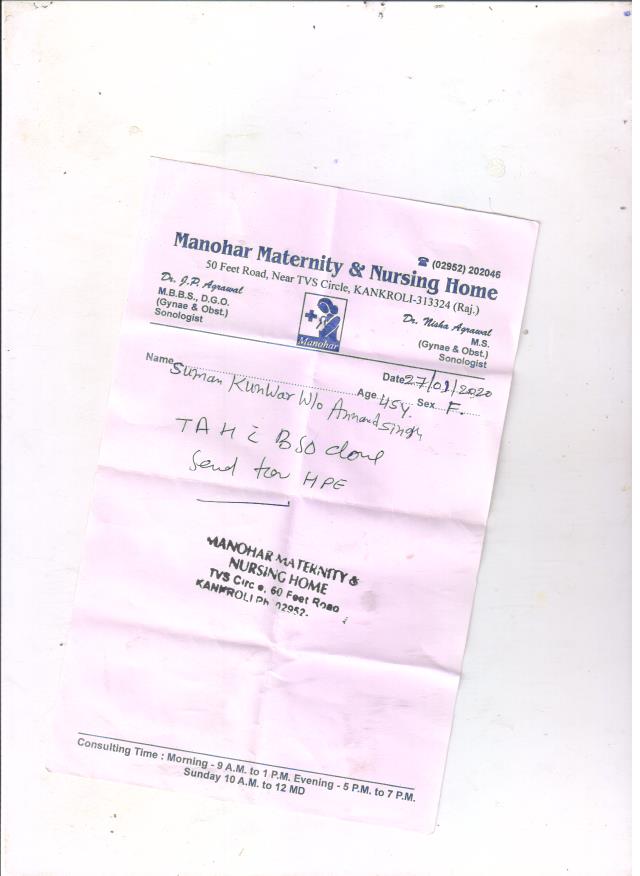 Manohar Maternity & Nursing Home
☎ (02952) 202046
50 Feet Road, Near TVS Circle, KANKROLI-313324 (Raj.)
Dr. J.P. Agrawal
M.B.B.S., D.G.O.
(Gynae & Obst.)
Sonologist
Manohar
Dr. Nisha Agrawal
M.S.
(Gynae & Obst.)
Sonologist
Date 27/01/2020
Name Suman Kunwar W/o Annandsingh Age 45Y. Sex F.
TAH c̄ BSO done
Send for HPE
MANOHAR MATERNITY &
NURSING HOME
TVS Circle, 60 Feet Road
KANKROLI Ph. 02952-
Consulting Time : Morning - 9 A.M. to 1 P.M. Evening - 5 P.M. to 7 P.M.
Sunday 10 A.M. to 12 MD